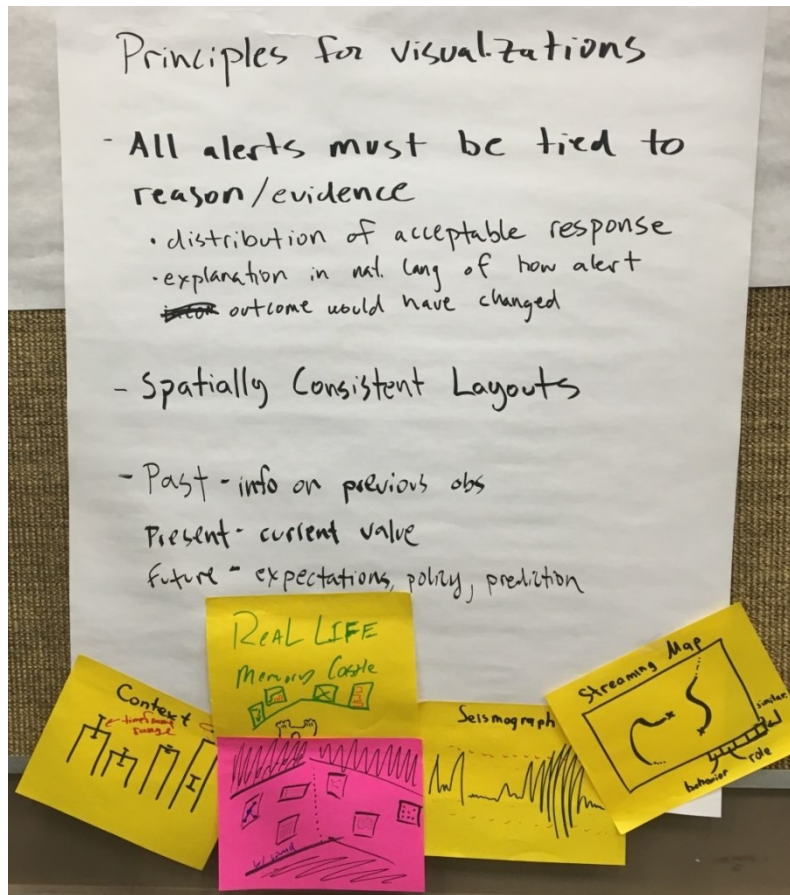 Principles for visualizations
- All alerts must be tied to
reason/evidence
· distribution of acceptable response
· explanation in nat. lang of how alert
outcome would have changed
- Spatially Consistent Layouts
- Past - info on previous obs
Present - current value
Future - expectations, policy, prediction
ReaL LIFE
Memory Castle
Context
range
Seismograph
Streaming Map
similar
role
behavior